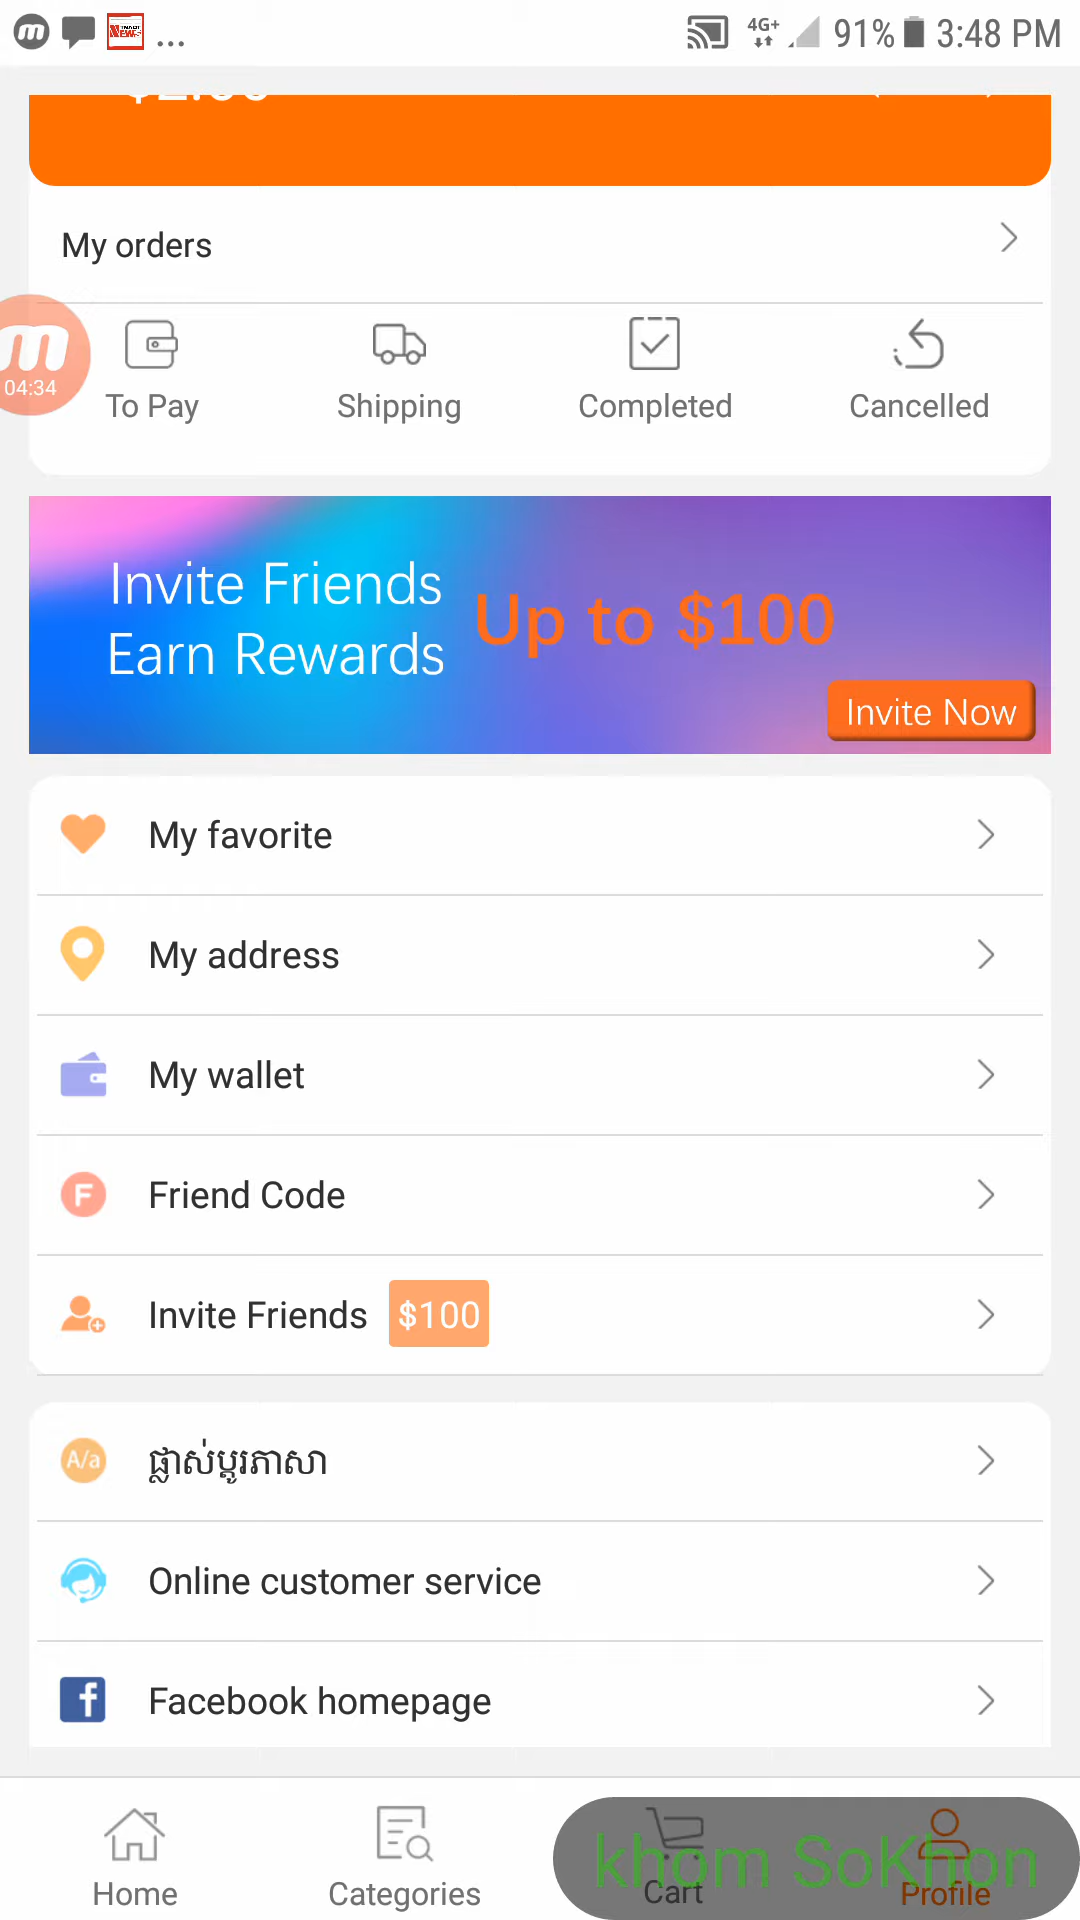 4G+ 91% 3:48 PM
My orders
04:34
To Pay Shipping Completed Cancelled
Invite Friends
Earn Rewards
Up to $100
Invite Now
My favorite
My address
My wallet
F Friend Code
Invite Friends $100
A/a ផ្លាស់ប្តូរភាសា
Online customer service
Facebook homepage
khom SoKhon
Home Categories Cart Profile